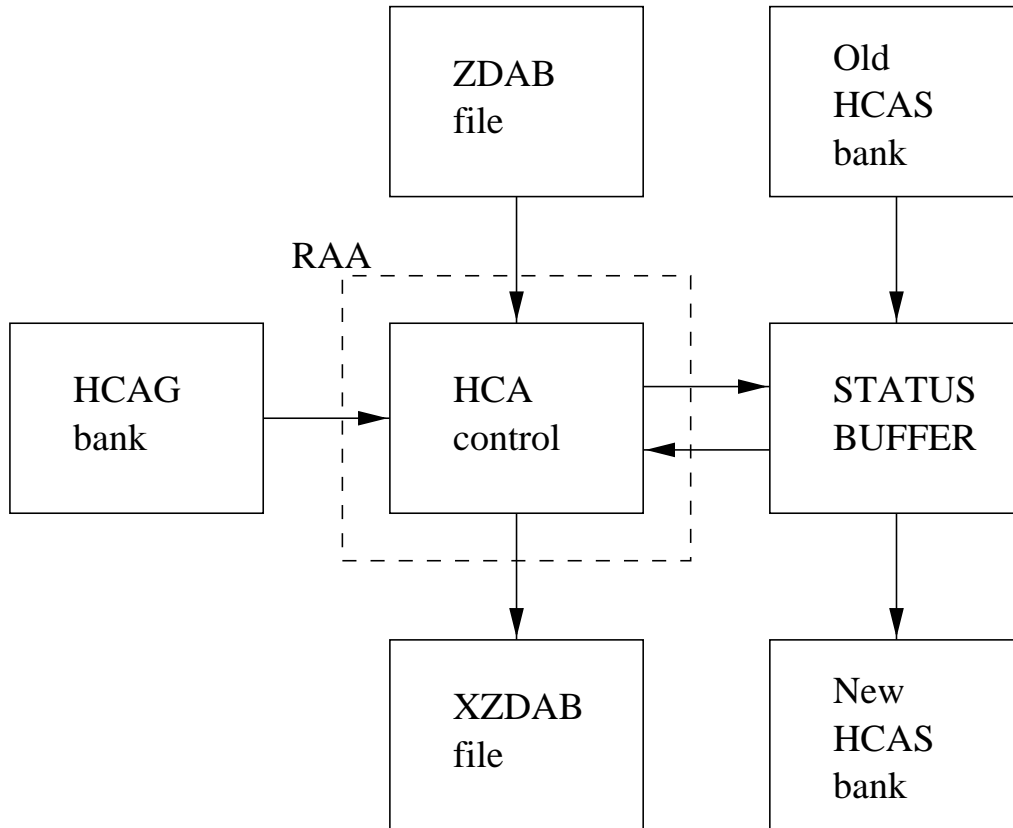 ZDAB
file
Old
HCAS
bank
RAA
HCAG
bank
HCA
control
STATUS
BUFFER
XZDAB
file
New
HCAS
bank